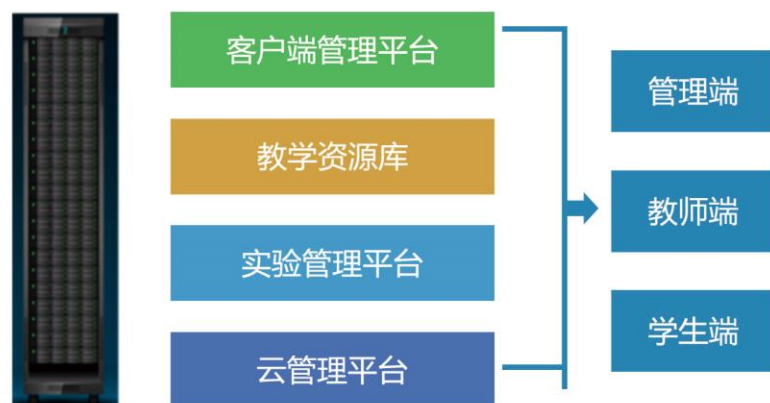 客户端管理平台
教学资源库
实验管理平台
云管理平台
管理端
教师端
学生端